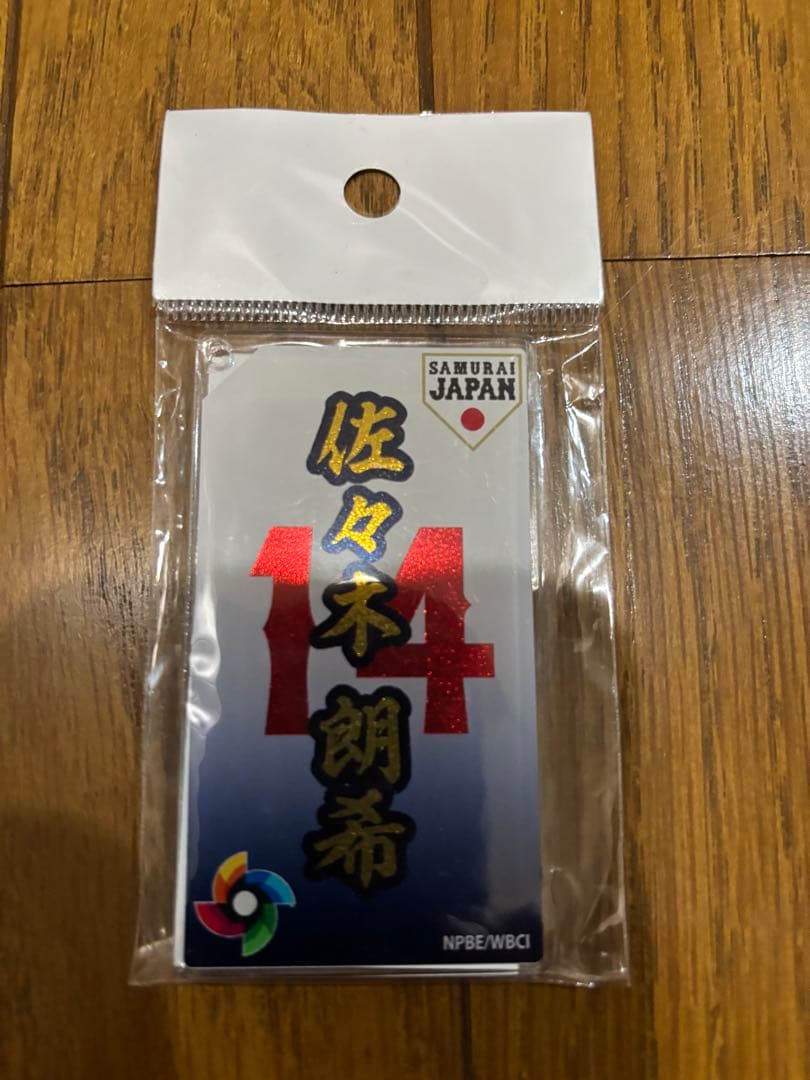 SAMURAI
JAPAN
佐々木 朗希
14
NPBE/WBCI